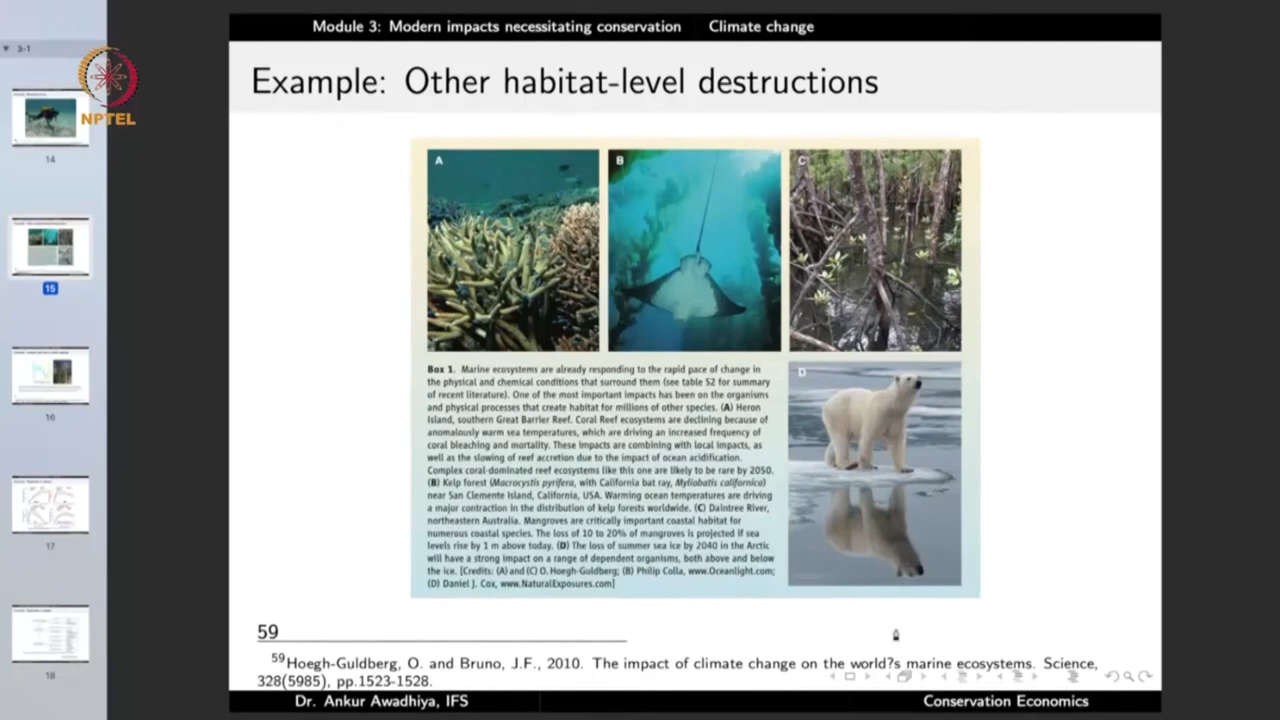 Module 3: Modern impacts necessitating conservation Climate change
3-1
NPTEL
14
15
16
17
18
Example: Other habitat-level destructions
A
B
C
D
Box 1. Marine ecosystems are already responding to the rapid pace of change in
the physical and chemical conditions that surround them (see table S2 for summary
of recent literature). One of the most important impacts has been on the organisms
and physical processes that create habitat for millions of other species. (A) Heron
Island, southern Great Barrier Reef. Coral Reef ecosystems are declining because of
anomalously warm sea temperatures, which are driving an increased frequency of
coral bleaching and mortality. These impacts are combining with local impacts, as
well as the slowing of reef accretion due to the impact of ocean acidification.
Complex coral-dominated reef ecosystems like this one are likely to be rare by 2050.
(B) Kelp forest (Macrocystis pyrifera, with California bat ray, Myliobatis californica)
near San Clemente Island, California, USA. Warming ocean temperatures are driving
a major contraction in the distribution of kelp forests worldwide. (C) Daintree River,
northeastern Australia. Mangroves are critically important coastal habitat for
numerous coastal species. The loss of 10 to 20% of mangroves is projected if sea
levels rise by 1 m above today. (D) The loss of summer sea ice by 2040 in the Arctic
will have a strong impact on a range of dependent organisms, both above and below
the ice. [Credits: (A) and (C) O. Hoegh-Guldberg; (B) Philip Colla, www.Oceanlight.com;
(D) Daniel J. Cox, www.NaturalExposures.com]
59
59Hoegh-Guldberg, O. and Bruno, J.F., 2010. The impact of climate change on the world?s marine ecosystems. Science,
328(5985), pp.1523-1528.
Dr. Ankur Awadhiya, IFS Conservation Economics